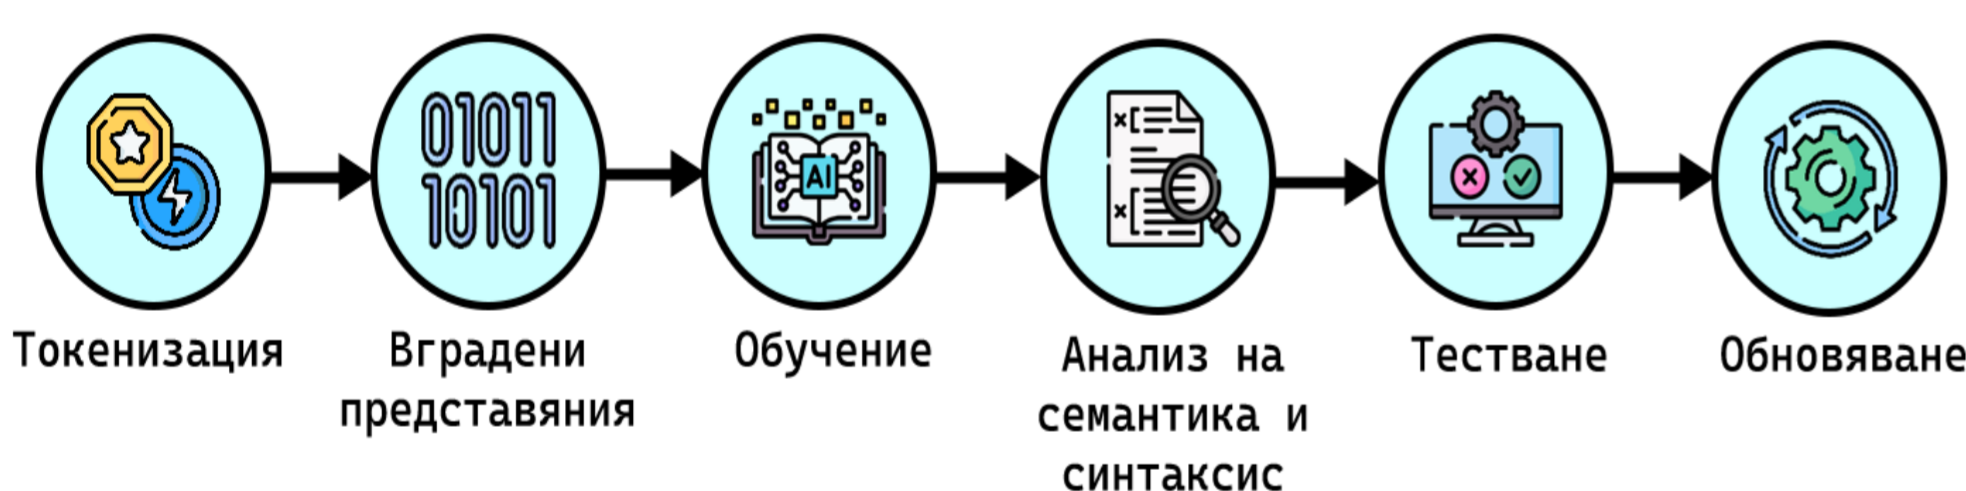 01011
10101
AI
Токенизация
Вградени
представяния
Обучение
Анализ на
семантика и
синтаксис
Тестване
Обновяване